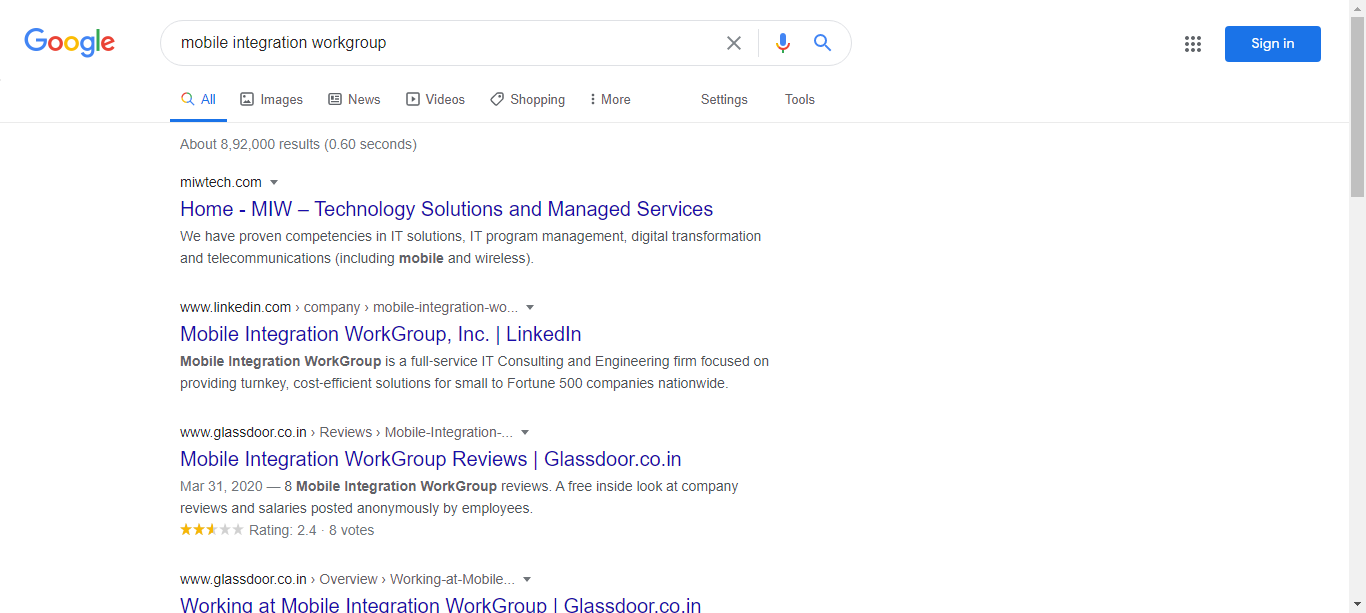 Google
mobile integration workgroup
Sign in
All Images News Videos Shopping More Settings Tools
About 8,92,000 results (0.60 seconds)
miwtech.com
Home - MIW – Technology Solutions and Managed Services
We have proven competencies in IT solutions, IT program management, digital transformation
and telecommunications (including mobile and wireless).
www.linkedin.com › company › mobile-integration-wo...
Mobile Integration WorkGroup, Inc. | LinkedIn
Mobile Integration WorkGroup is a full-service IT Consulting and Engineering firm focused on
providing turnkey, cost-efficient solutions for small to Fortune 500 companies nationwide.
www.glassdoor.co.in › Reviews › Mobile-Integration-...
Mobile Integration WorkGroup Reviews | Glassdoor.co.in
Mar 31, 2020 — 8 Mobile Integration WorkGroup reviews. A free inside look at company
reviews and salaries posted anonymously by employees.
Rating: 2.4 · 8 votes
www.glassdoor.co.in › Overview › Working-at-Mobile...
Working at Mobile Integration WorkGroup | Glassdoor.co.in